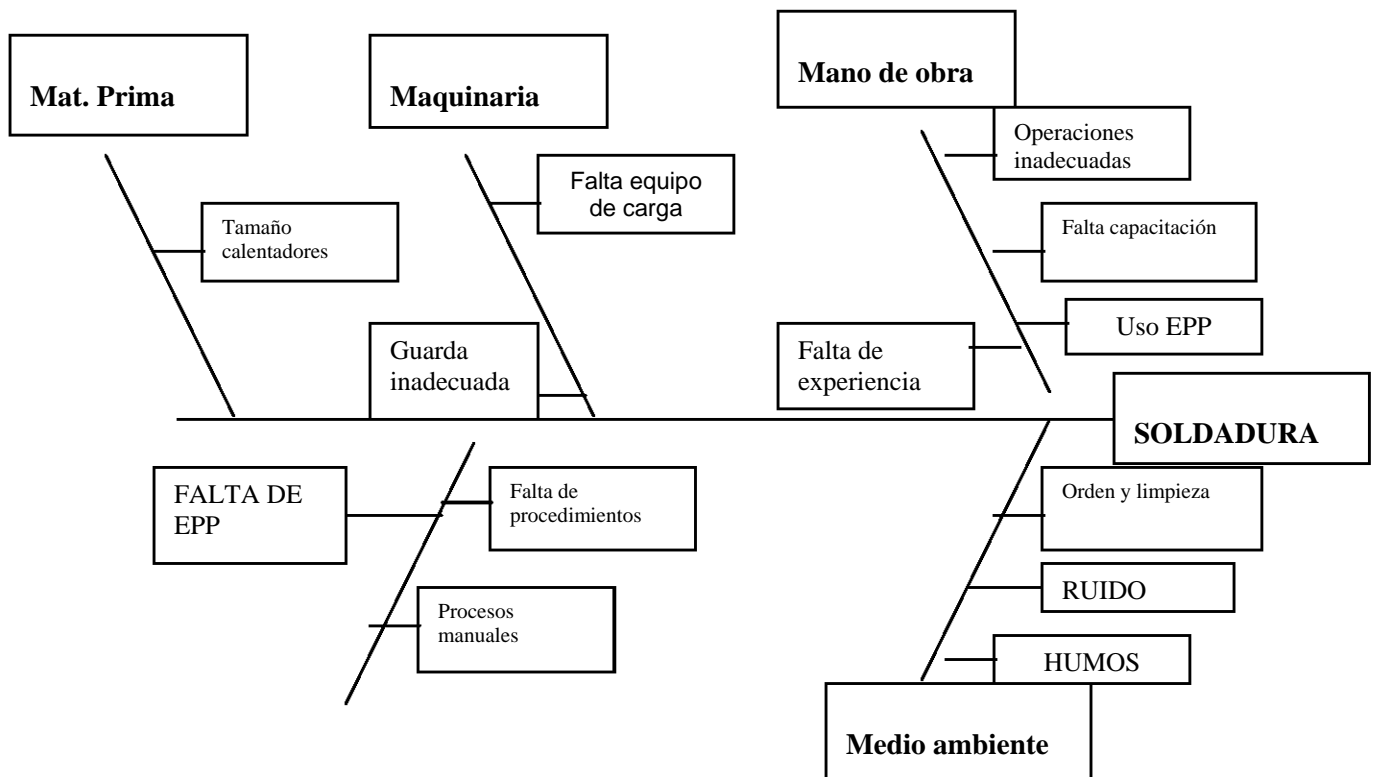 Mat. Prima
Maquinaria
Mano de obra
Operaciones
inadecuadas
Falta equipo
de carga
Tamaño
calentadores
Falta capacitación
Uso EPP
Guarda
inadecuada
Falta de
experiencia
SOLDADURA
FALTA DE
EPP
Falta de
procedimientos
Orden y limpieza
RUIDO
Procesos
manuales
HUMOS
Medio ambiente